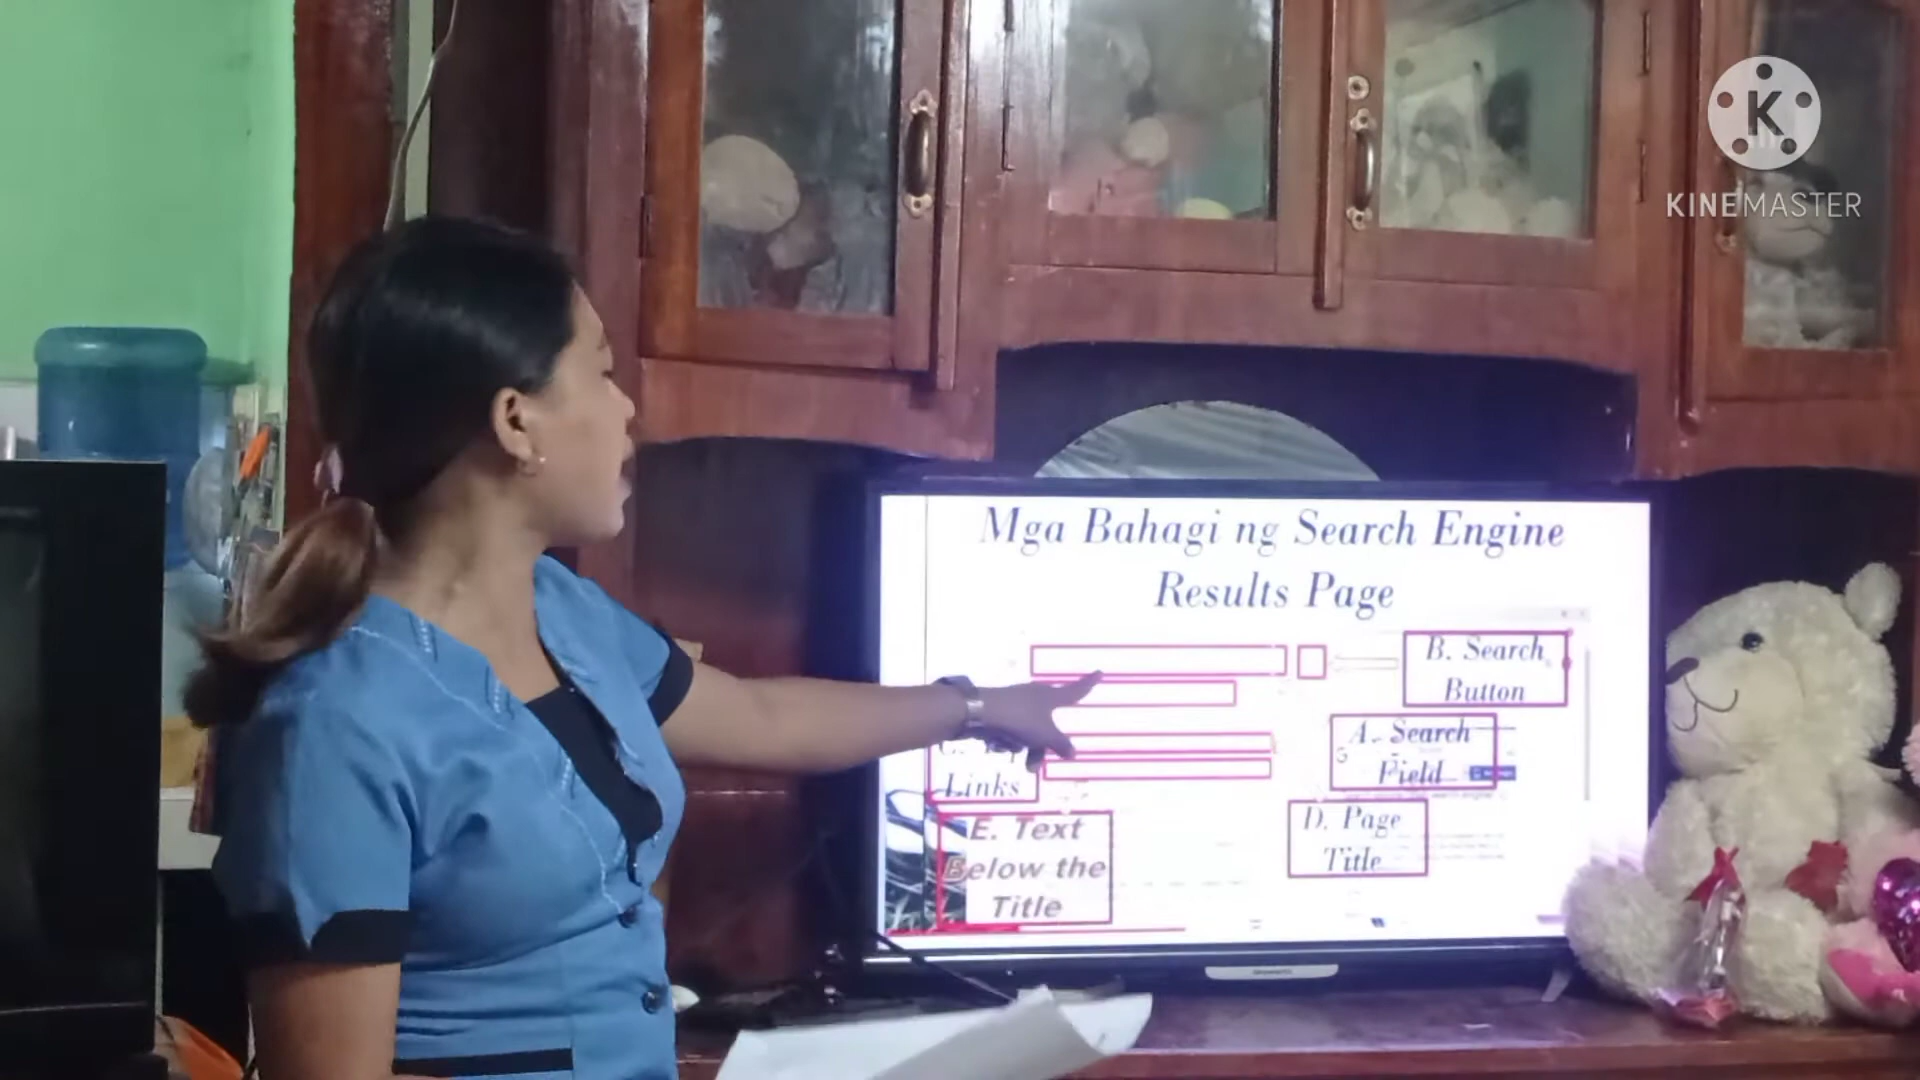 K
KINEMASTER
Mga Bahagi ng Search Engine
Results Page
B. Search
Button
A. Search
Field
C. Top
Links
D. Page
Title
E. Text
Below the
Title